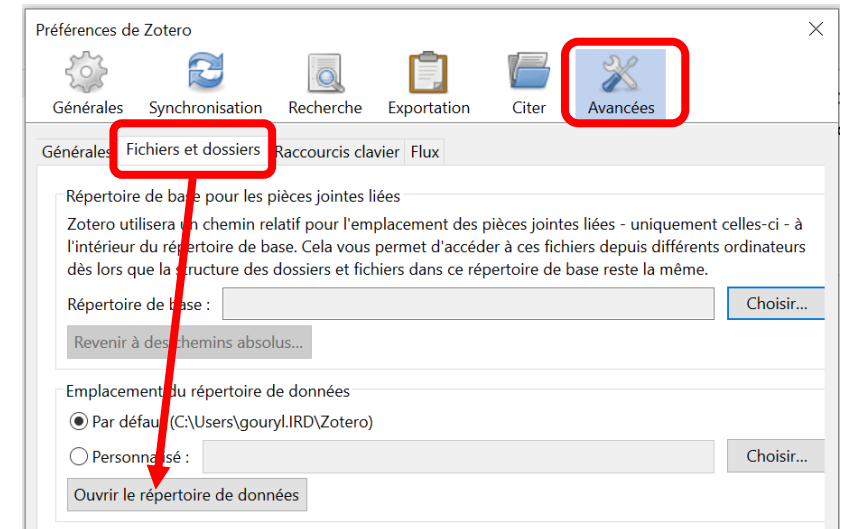 Préférences de Zotero
Générales Synchronisation Recherche Exportation Citer Avancées
Générales Fichiers et dossiers Raccourcis clavier Flux
Répertoire de base pour les pièces jointes liées
Zotero utilisera un chemin relatif pour l'emplacement des pièces jointes liées - uniquement celles-ci - à
l'intérieur du répertoire de base. Cela vous permet d'accéder à ces fichiers depuis différents ordinateurs
dès lors que la structure des dossiers et fichiers dans ce répertoire de base reste la même.
Répertoire de base : Choisir...
Revenir à des chemins absolus...
Emplacement du répertoire de données
Par défaut (C:\Users\gouryl.IRD\Zotero)
Personnalisé : Choisir...
Ouvrir le répertoire de données